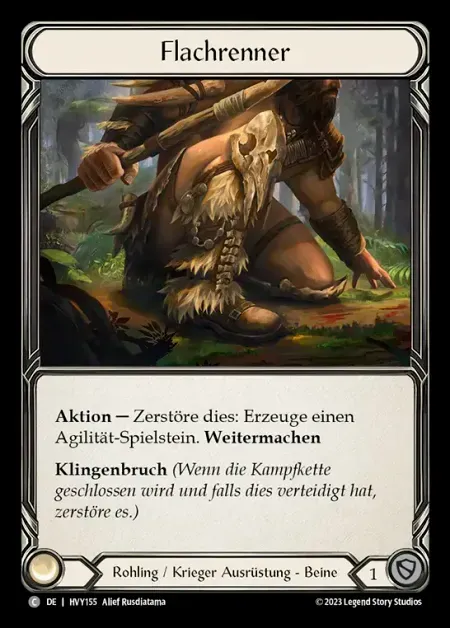 Flachrenner
Aktion — Zerstöre dies: Erzeuge einen
Agilität-Spielstein. Weitermachen
Klingenbruch (Wenn die Kampfkette
geschlossen wird und falls dies verteidigt hat,
zerstöre es.)
Rohling / Krieger Ausrüstung - Beine
1
C DE | HVY155 Alief Rusdiatama
© 2023 Legend Story Studios